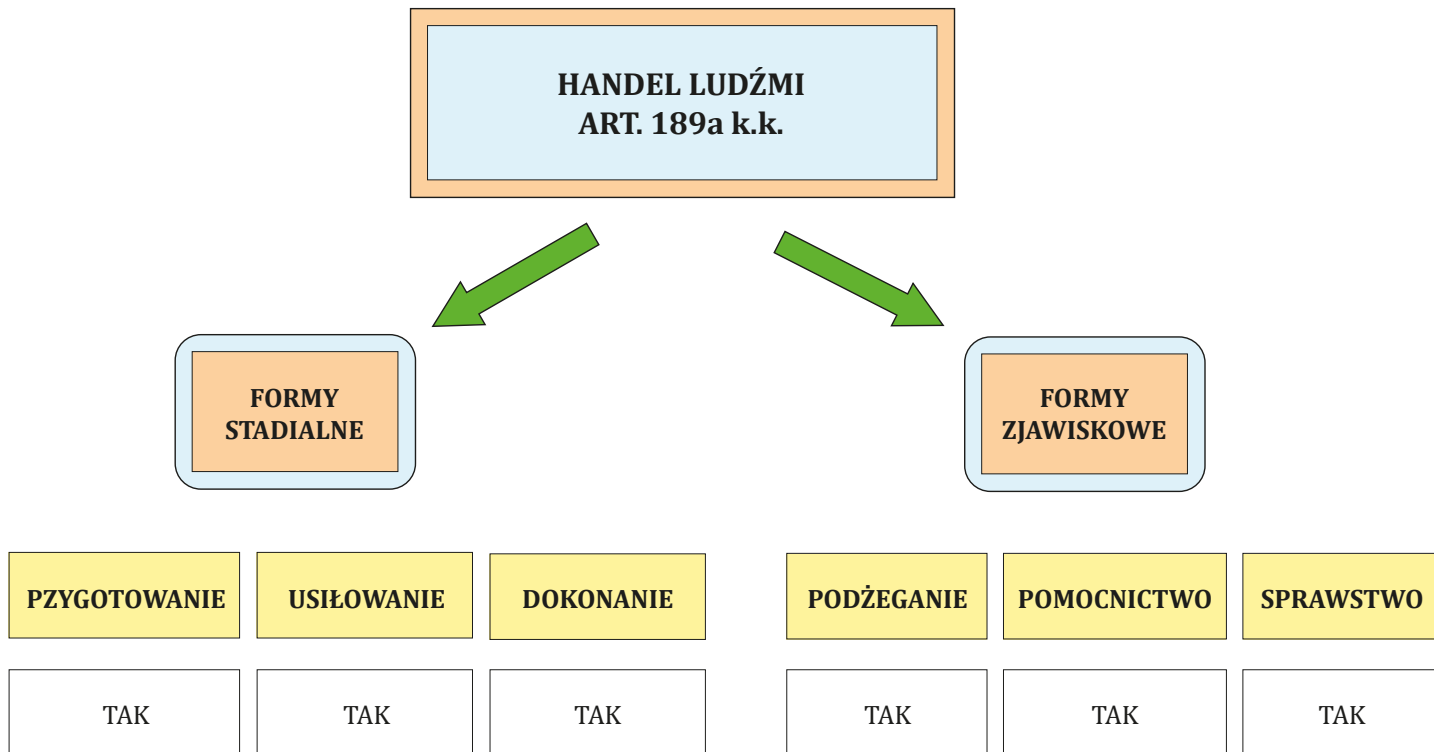 HANDEL LUDŹMI
ART. 189a k.k.
FORMY
STADIALNE
FORMY
ZJAWISKOWE
PZYGOTOWANIE
USIŁOWANIE
DOKONANIE
PODŻEGANIE
POMOCNICTWO
SPRAWSTWO
TAK
TAK
TAK
TAK
TAK
TAK